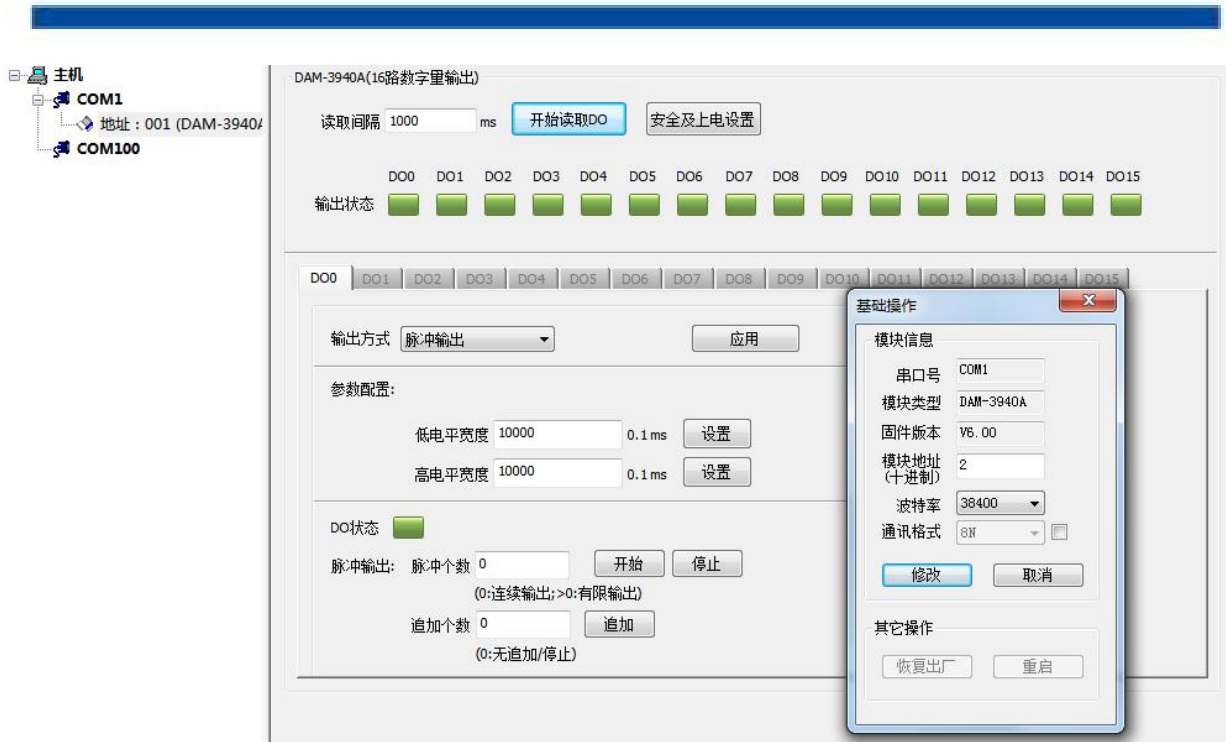 主机
COM1
地址：001 (DAM-3940A
COM100
DAM-3940A(16路数字量输出)
读取间隔 1000 ms 开始读取DO 安全及上电设置
DO0 DO1 DO2 DO3 DO4 DO5 DO6 DO7 DO8 DO9 DO10 DO11 DO12 DO13 DO14 DO15
输出状态
DO0 DO1 DO2 DO3 DO4 DO5 DO6 DO7 DO8 DO9 DO10 DO11 DO12 DO13 DO14 DO15
输出方式 脉冲输出 应用
参数配置:
低电平宽度 10000 0.1ms 设置
高电平宽度 10000 0.1ms 设置
DO状态
脉冲输出: 脉冲个数 0 开始 停止
(0:连续输出;>0:有限输出)
追加个数 0 追加
(0:无追加/停止)
基础操作
模块信息
串口号 COM1
模块类型 DAM-3940A
固件版本 V6.00
模块地址 2
(十进制)
波特率 38400
通讯格式 8N
修改 取消
其它操作
恢复出厂 重启